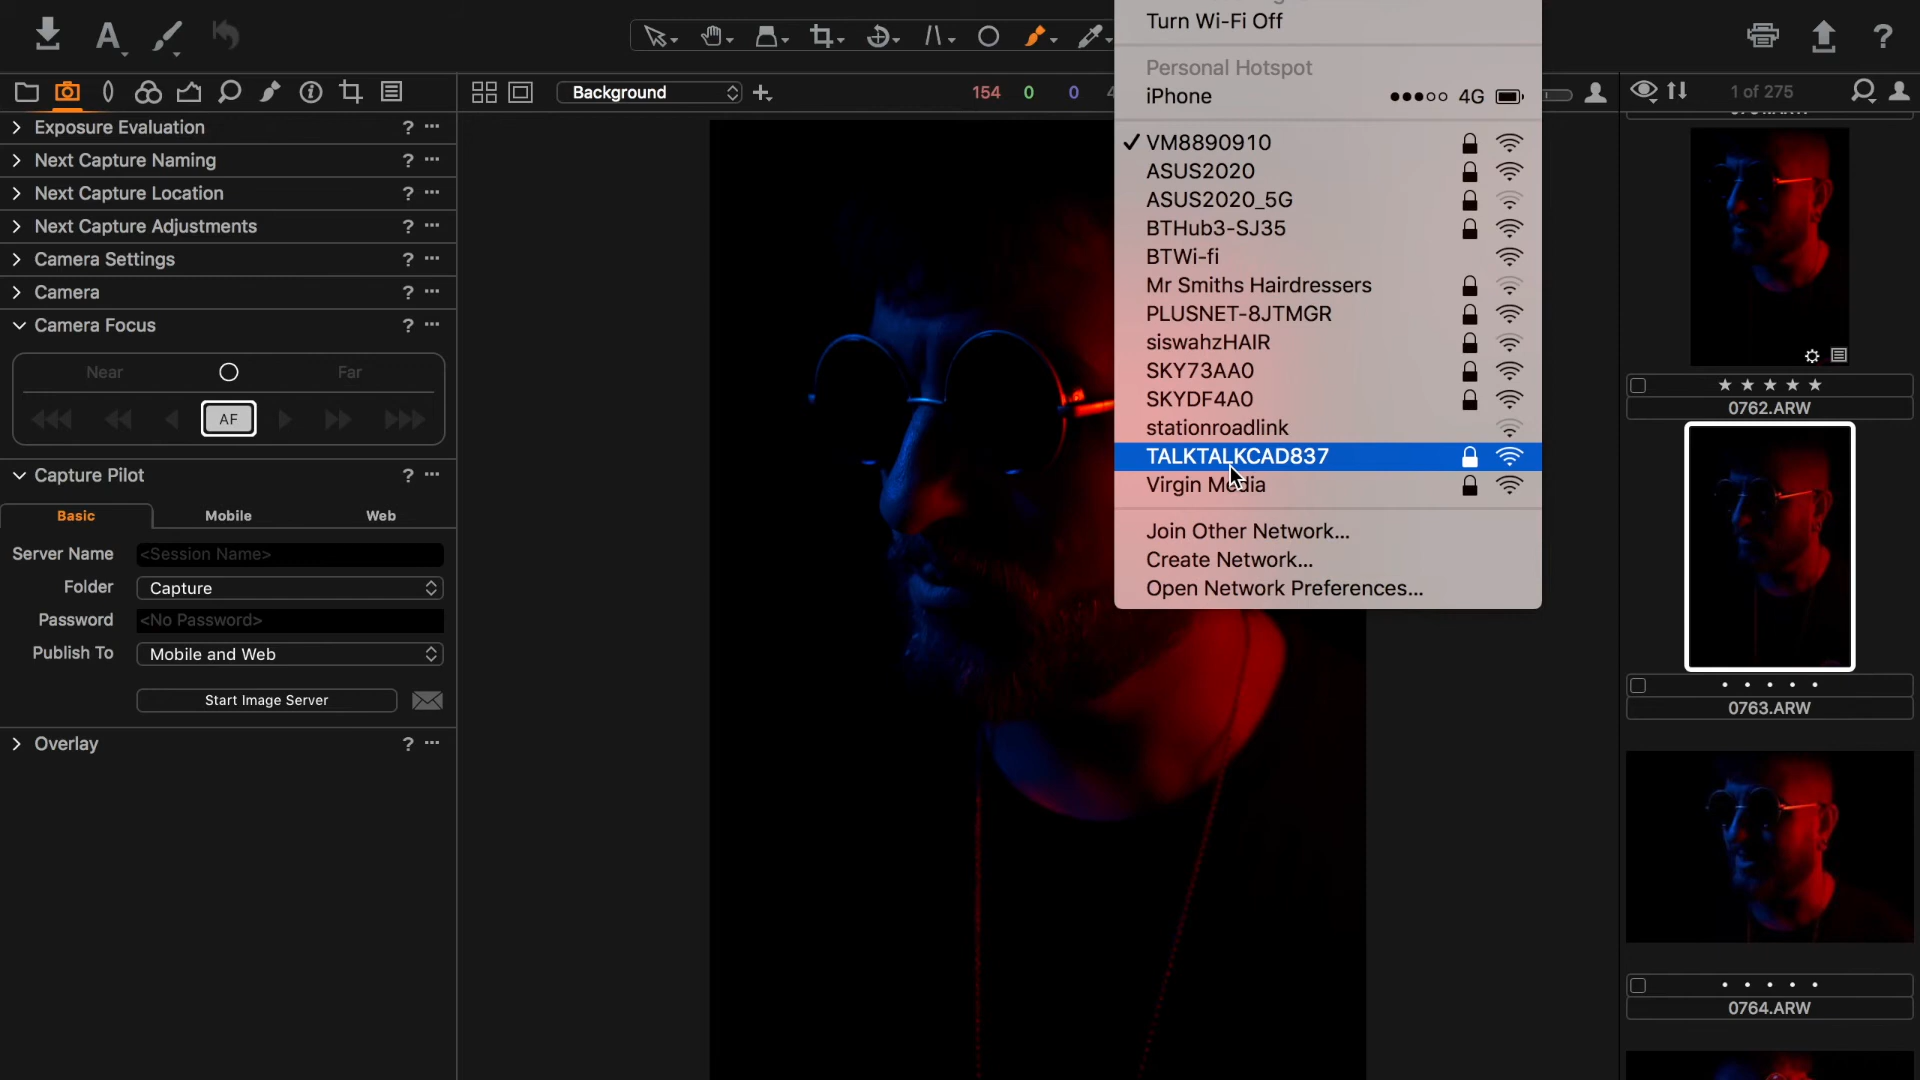 A
Background
154 0 0
1 of 275
Exposure Evaluation ?
Next Capture Naming ?
Next Capture Location ?
Next Capture Adjustments ?
Camera Settings ?
Camera ?
Camera Focus ?
Near Far
AF
Capture Pilot ?
Basic Mobile Web
Server Name <Session Name>
Folder Capture
Password <No Password>
Publish To Mobile and Web
Start Image Server
Overlay ?
Turn Wi-Fi Off
Personal Hotspot
iPhone 4G
VM8890910
ASUS2020
ASUS2020_5G
BTHub3-SJ35
BTWi-fi
Mr Smiths Hairdressers
PLUSNET-8JTMGR
siswahzHAIR
SKY73AA0
SKYDF4A0
stationroadlink
TALKTALKCAD837
Virgin Media
Join Other Network...
Create Network...
Open Network Preferences...
?
0762.ARW
0763.ARW
0764.ARW